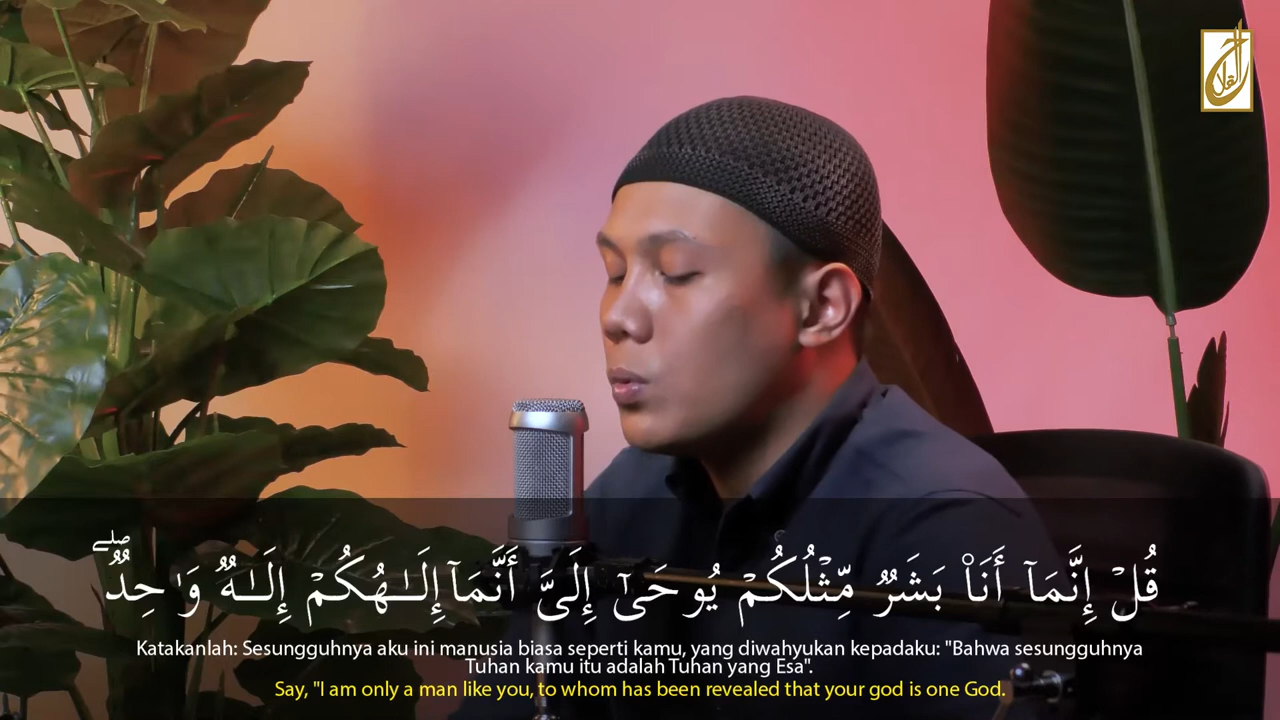 قُلْ إِنَّمَآ أَنَا۠ بَشَرٌ مِّثْلُكُمْ يُوحَىٰٓ إِلَىَّ أَنَّمَآ إِلَـٰهُكُمْ إِلَـٰهٌ وَٰحِدٌ ۖ
Katakanlah: Sesungguhnya aku ini manusia biasa seperti kamu, yang diwahyukan kepadaku: "Bahwa sesungguhnya
Tuhan kamu itu adalah Tuhan yang Esa".
Say, "I am only a man like you, to whom has been revealed that your god is one God.